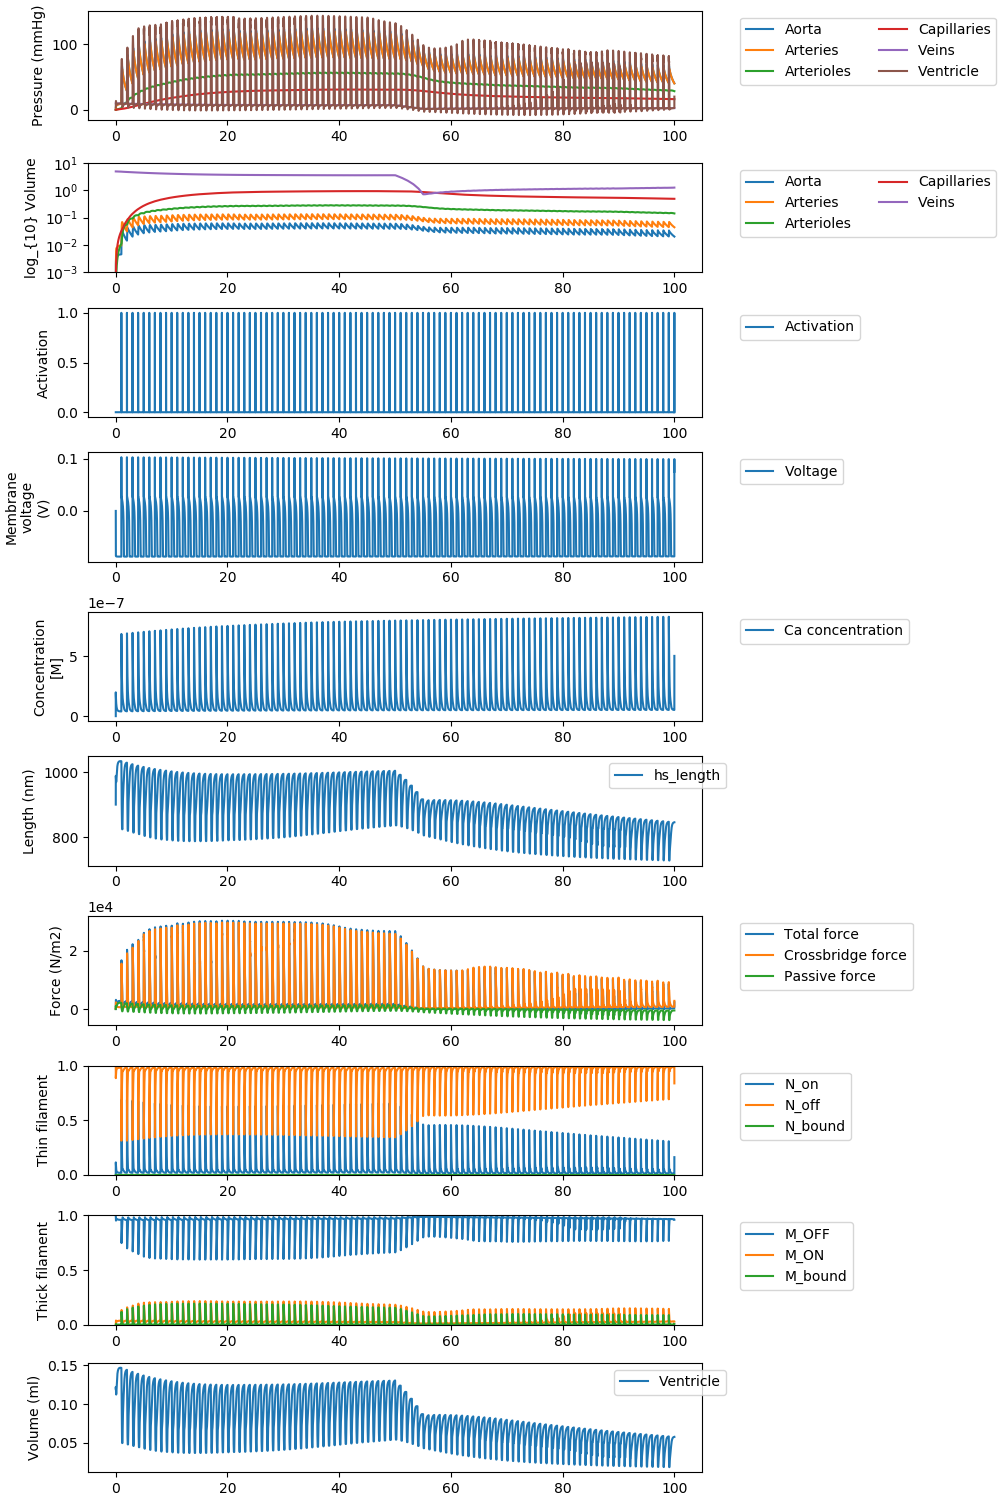 Pressure (mmHg)
100
0
0 20 40 60 80 100
Aorta Capillaries
Arteries Veins
Arterioles Ventricle
log_{10} Volume
10^1
10^0
10^-1
10^-2
10^-3
0 20 40 60 80 100
Aorta Capillaries
Arteries Veins
Arterioles
Activation
1.0
0.5
0.0
0 20 40 60 80 100
Activation
Membrane
voltage
(V)
0.1
0.0
0 20 40 60 80 100
Voltage
1e−7
Concentration
[M]
5
0
0 20 40 60 80 100
Ca concentration
Length (nm)
1000
800
0 20 40 60 80 100
hs_length
1e4
Force (N/m2)
2
0
0 20 40 60 80 100
Total force
Crossbridge force
Passive force
Thin filament
1.0
0.5
0.0
0 20 40 60 80 100
N_on
N_off
N_bound
Thick filament
1.0
0.5
0.0
0 20 40 60 80 100
M_OFF
M_ON
M_bound
Volume (ml)
0.15
0.10
0.05
0 20 40 60 80 100
Ventricle